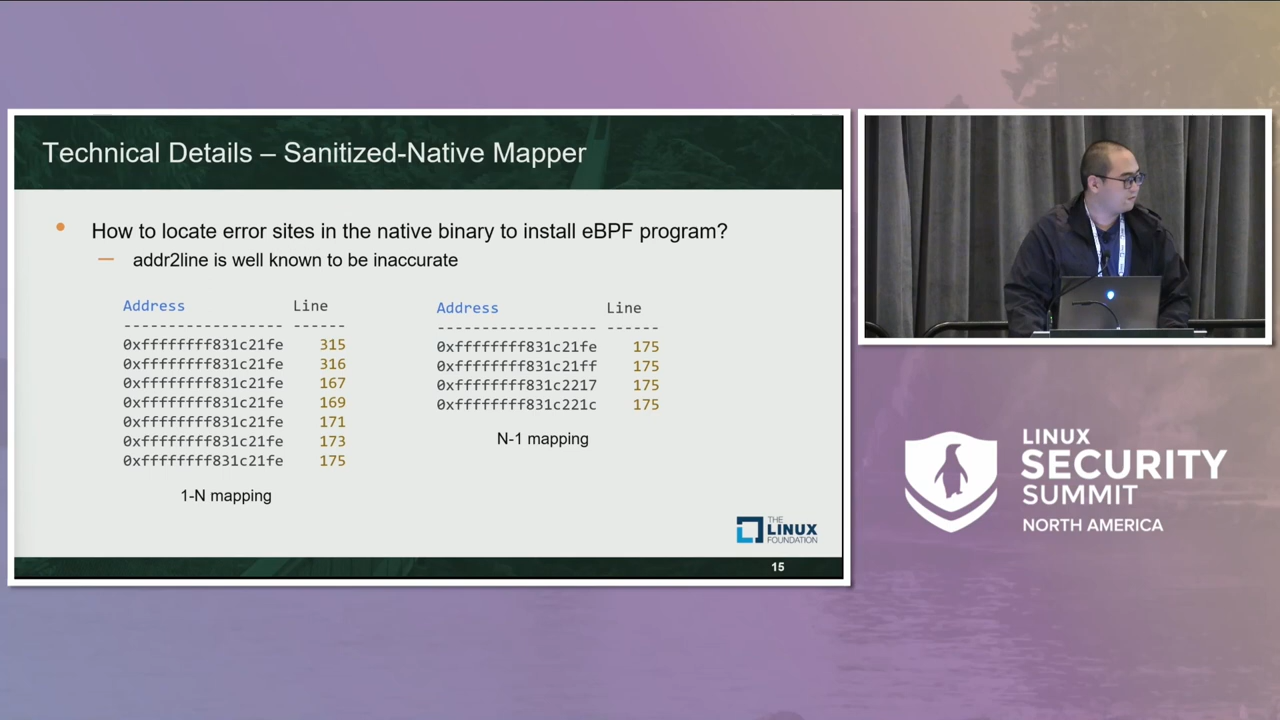 Technical Details – Sanitized-Native Mapper
• How to locate error sites in the native binary to install eBPF program?
— addr2line is well known to be inaccurate
Address Line
------------------ ------
0xffffffff831c21fe 315
0xffffffff831c21fe 316
0xffffffff831c21fe 167
0xffffffff831c21fe 169
0xffffffff831c21fe 171
0xffffffff831c21fe 173
0xffffffff831c21fe 175
1-N mapping
Address Line
------------------ ------
0xffffffff831c21fe 175
0xffffffff831c21ff 175
0xffffffff831c2217 175
0xffffffff831c221c 175
N-1 mapping
THE
LINUX
FOUNDATION
15
LINUX
SECURITY
SUMMIT
NORTH AMERICA